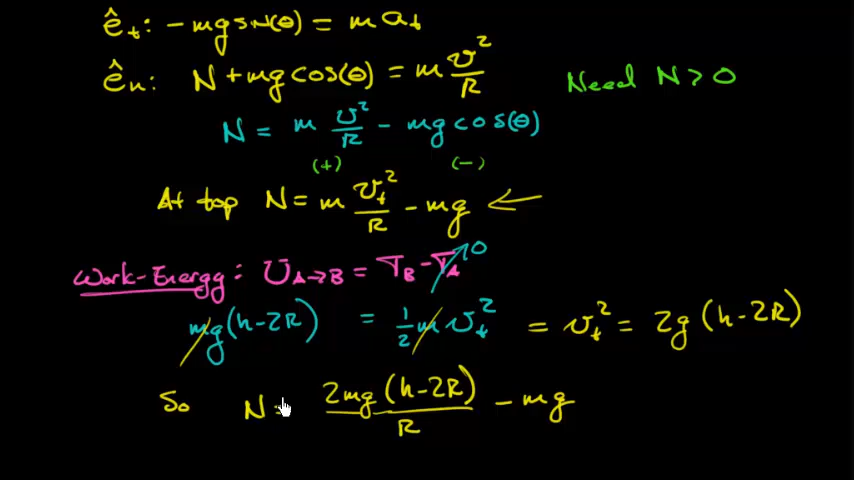 ê_t: -mg sin(θ) = m a_t
ê_n: N + mg cos(θ) = m v²/R   Need N > 0
N = m v²/R - mg cos(θ)
(+) (-)
At top N = m v_t²/R - mg ←
Work-Energy: U_A→B = T_B - T_A 0
mg(h-2R) = 1/2 m v_t² = v_t² = 2g(h-2R)
So N = 2mg(h-2R)/R - mg